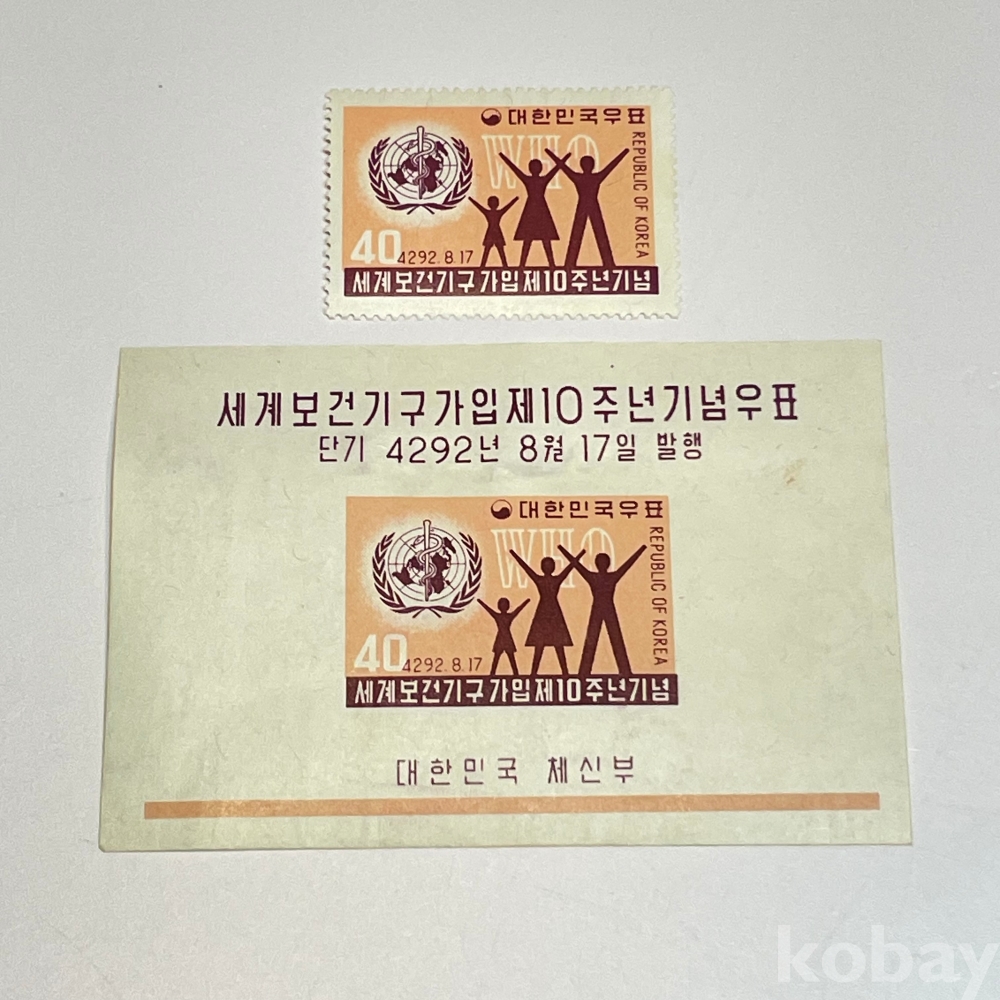 대한민국우표
WHO
REPUBLIC OF KOREA
40
4292.8.17
세계보건기구가입제10주년기념
세계보건기구가입제10주년기념우표
단기 4292년 8월 17일 발행
대한민국우표
WHO
REPUBLIC OF KOREA
40
4292.8.17
세계보건기구가입제10주년기념
대한민국 체신부
kobay